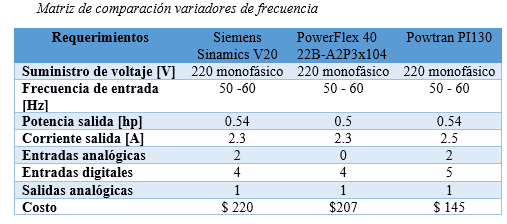 Matriz de comparación variadores de frecuencia
Requerimientos Siemens Sinamics V20 PowerFlex 40 22B-A2P3x104 Powtran PI130
Suministro de voltaje [V] 220 monofásico 220 monofásico 220 monofásico
Frecuencia de entrada [Hz] 50 -60 50 - 60 50 - 60
Potencia salida [hp] 0.54 0.5 0.54
Corriente salida [A] 2.3 2.3 2.5
Entradas analógicas 2 0 2
Entradas digitales 4 4 5
Salidas analógicas 1 1 1
Costo $ 220 $207 $ 145